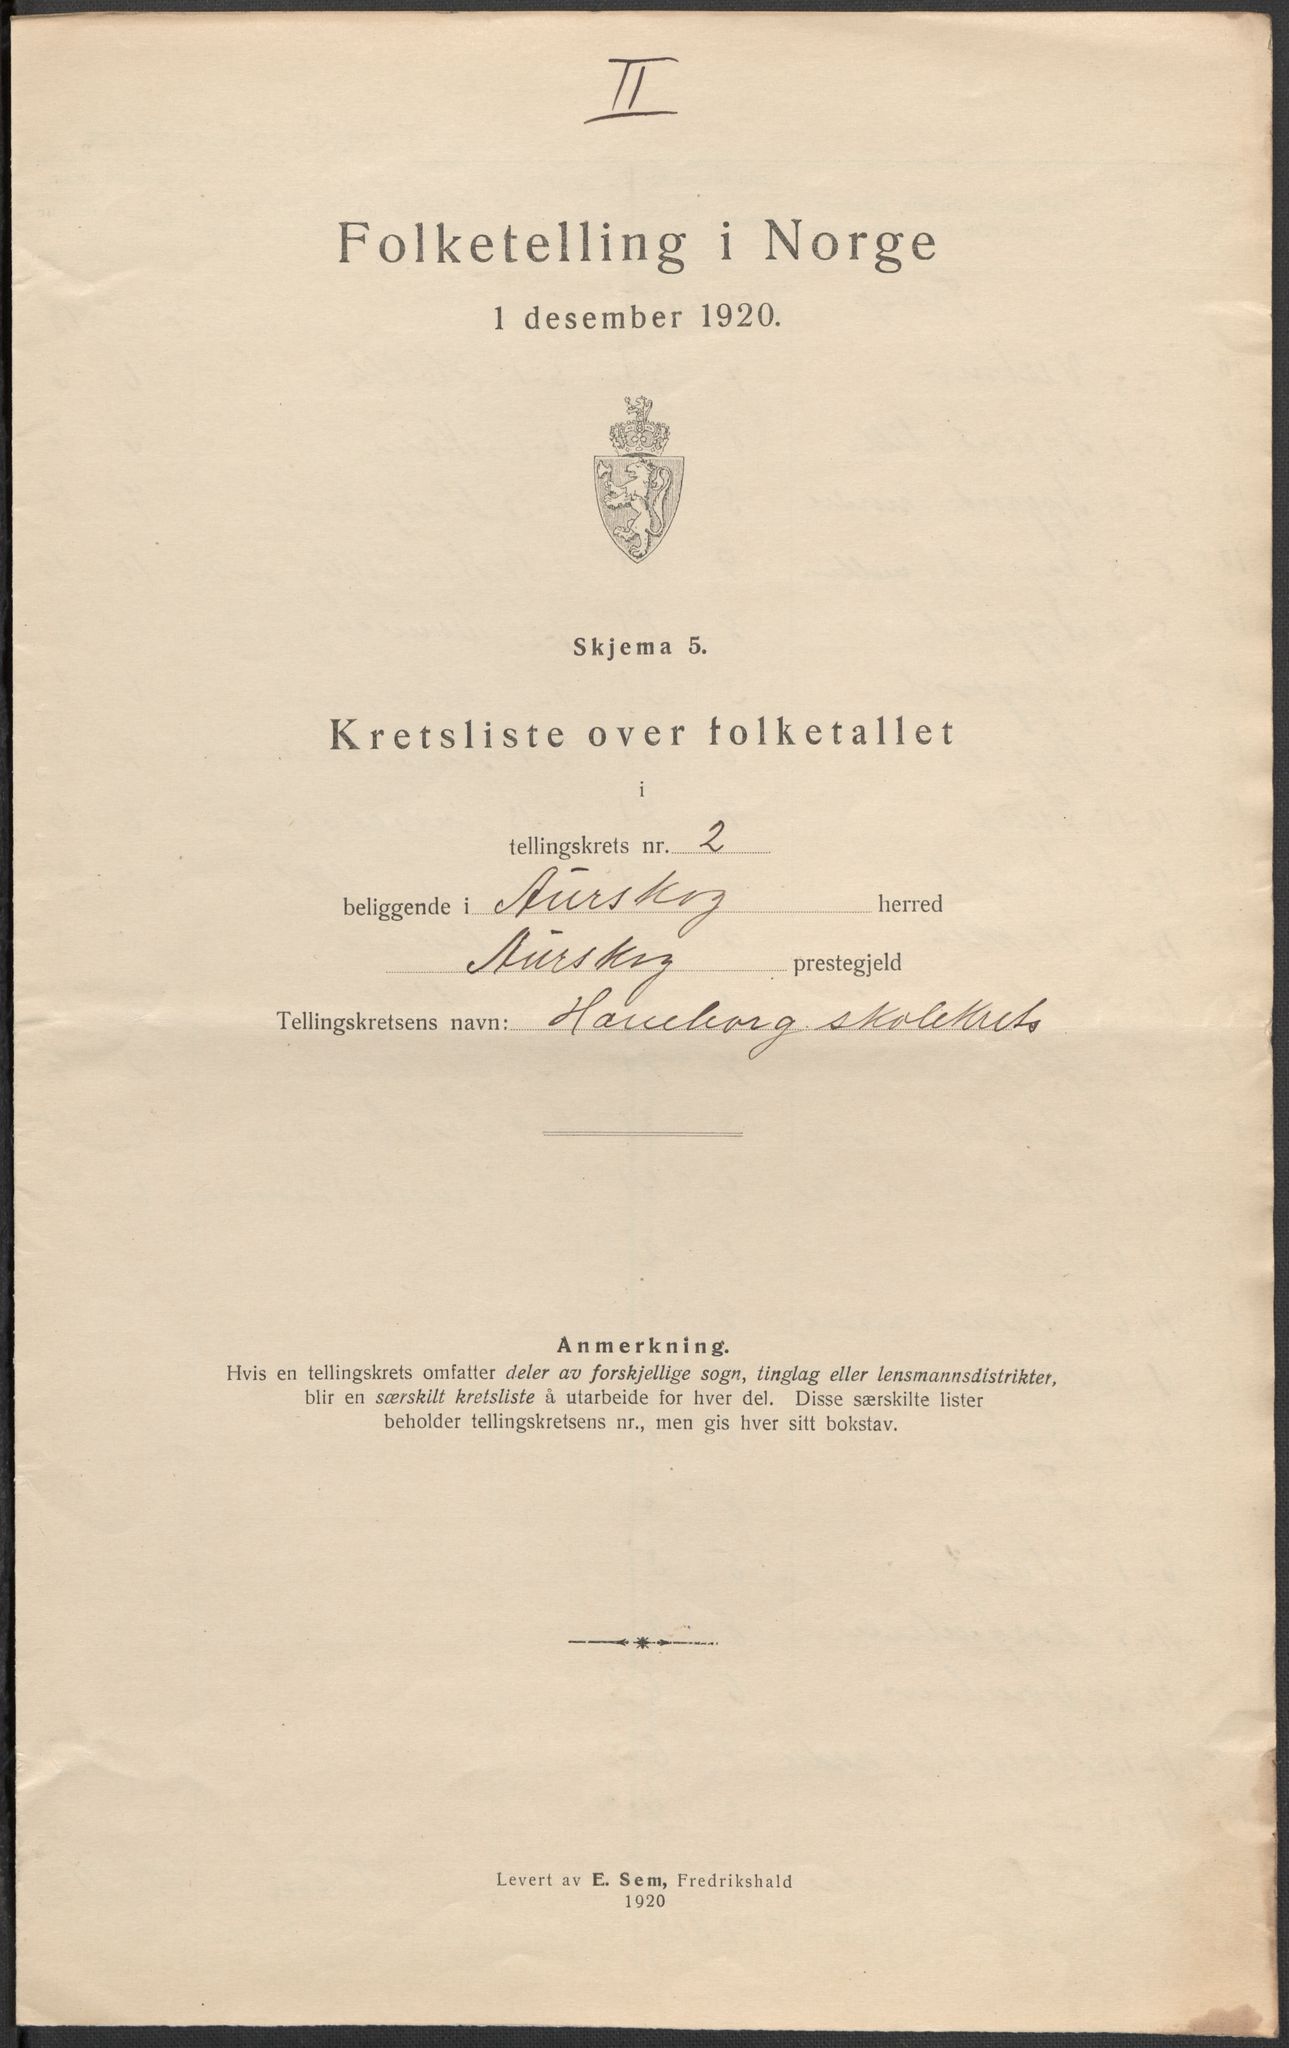 II
Folketelling i Norge
1 desember 1920.
Skjema 5.
Kretsliste over folketallet
i
tellingskrets nr. 2
beliggende i Aurskog herred
Aurskog prestegjeld
Tellingskretsens navn: Haneborg skolekrets
Anmerkning.
Hvis en tellingskrets omfatter deler av forskjellige sogn, tinglag eller lensmannsdistrikter,
blir en særskilt kretsliste å utarbeide for hver del. Disse særskilte lister
beholder tellingskretsens nr., men gis hver sitt bokstav.
Levert av E. Sem, Fredrikshald
1920